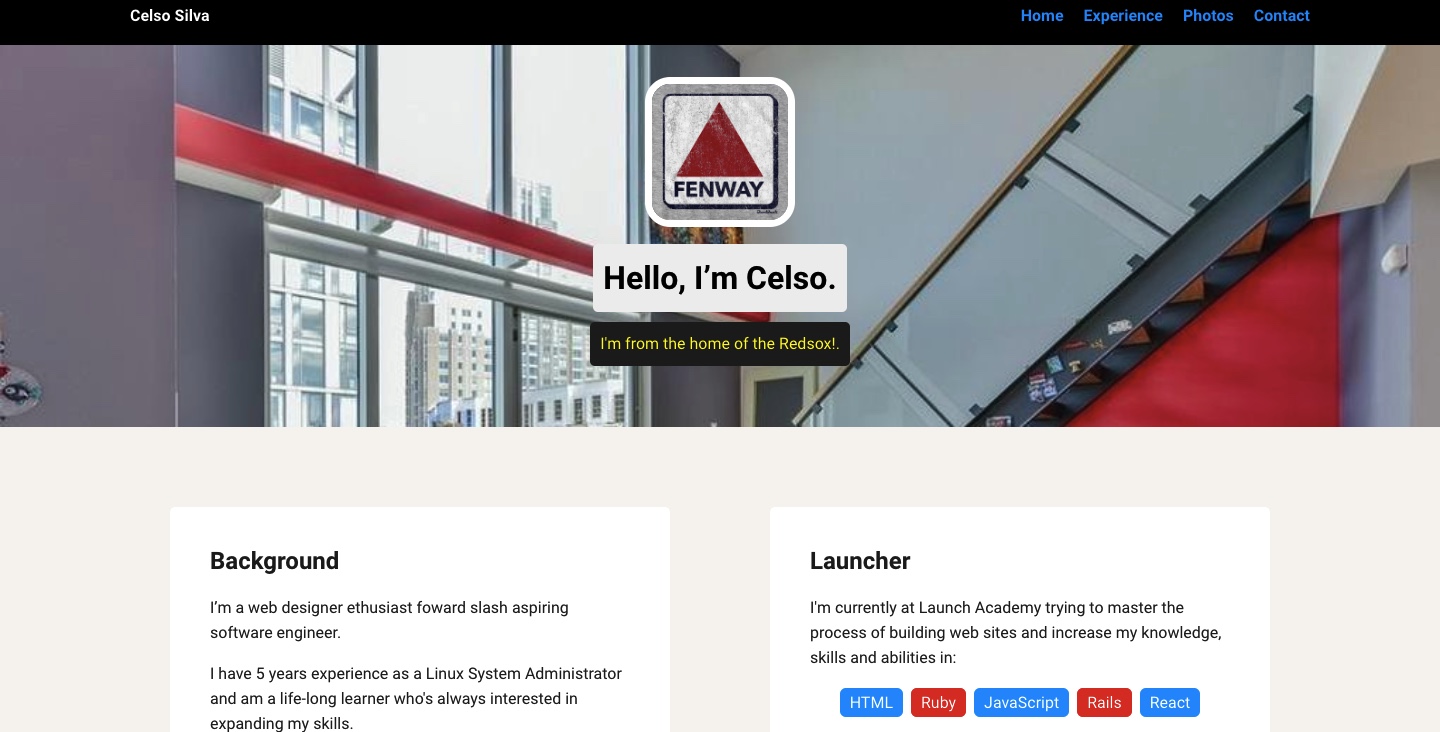 Celso Silva
Home Experience Photos Contact
FENWAY
Hello, I’m Celso.
I'm from the home of the Redsox!.
Background
I’m a web designer ethusiast foward slash aspiring
software engineer.
I have 5 years experience as a Linux System Administrator
and am a life-long learner who's always interested in
expanding my skills.
Launcher
I'm currently at Launch Academy trying to master the
process of building web sites and increase my knowledge,
skills and abilities in:
HTML Ruby JavaScript Rails React